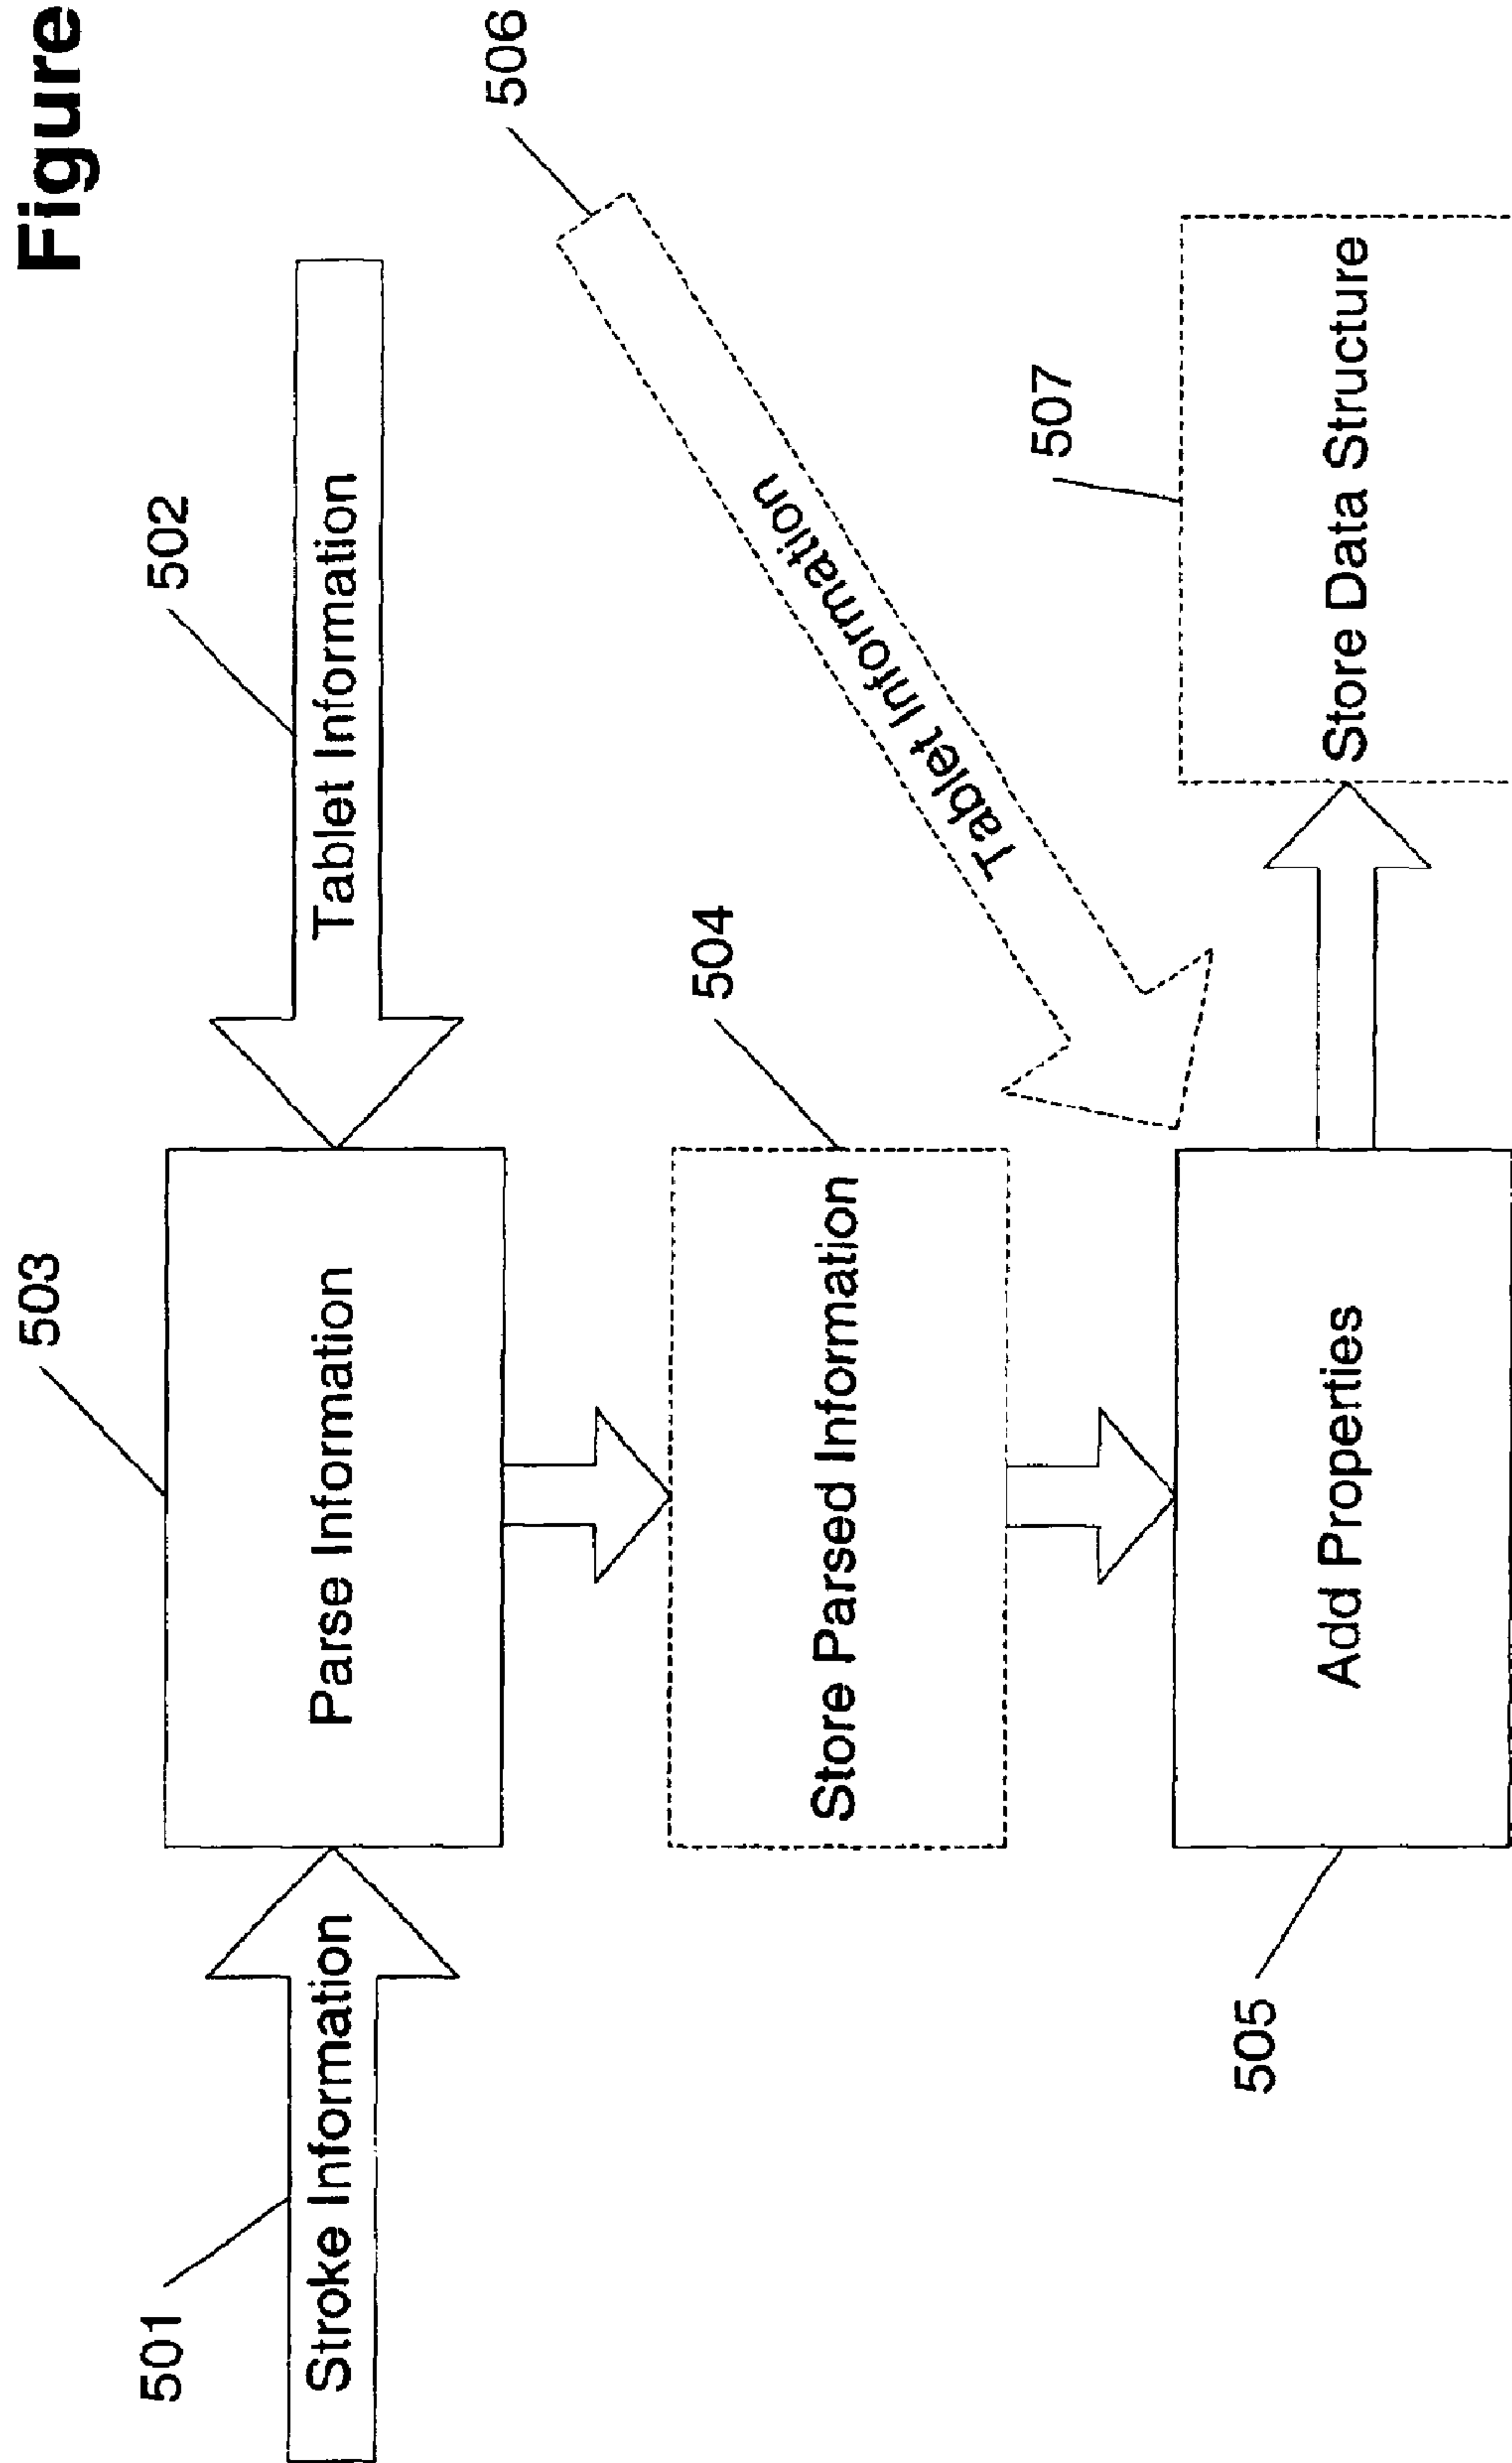 Figure
501
Stroke Information
503
Parse Information
502
Tablet Information
504
Store Parsed Information
506
Tablet Information
505
Add Properties
507
Store Data Structure